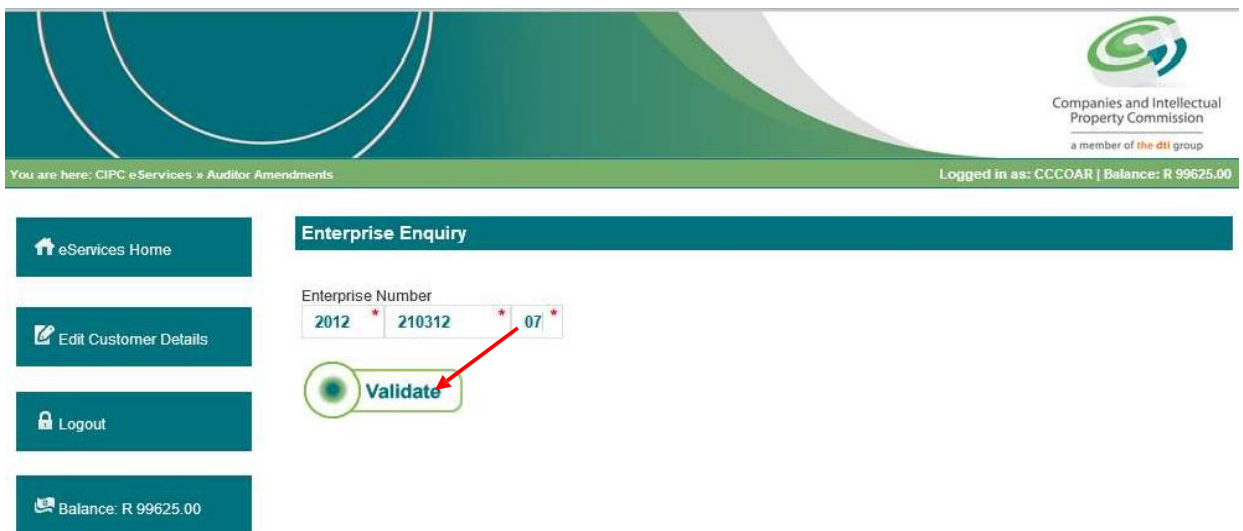 Companies and Intellectual
Property Commission
a member of the dti group
You are here: CIPC eServices » Auditor Amendments
Logged in as: CCCOAR | Balance: R 99625.00
eServices Home
Edit Customer Details
Logout
Balance: R 99625.00
Enterprise Enquiry
Enterprise Number
2012 * 210312 * 07 *
Validate